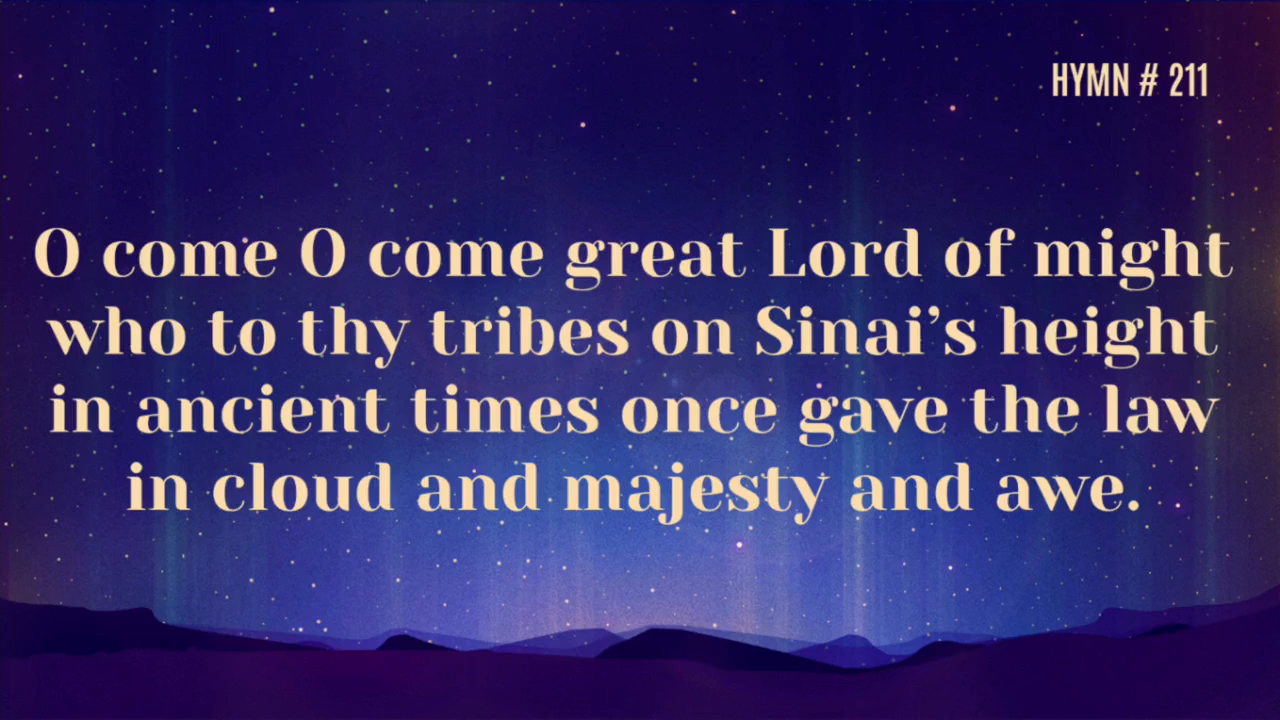 HYMN # 211
O come O come great Lord of might
who to thy tribes on Sinai’s height
in ancient times once gave the law
in cloud and majesty and awe.